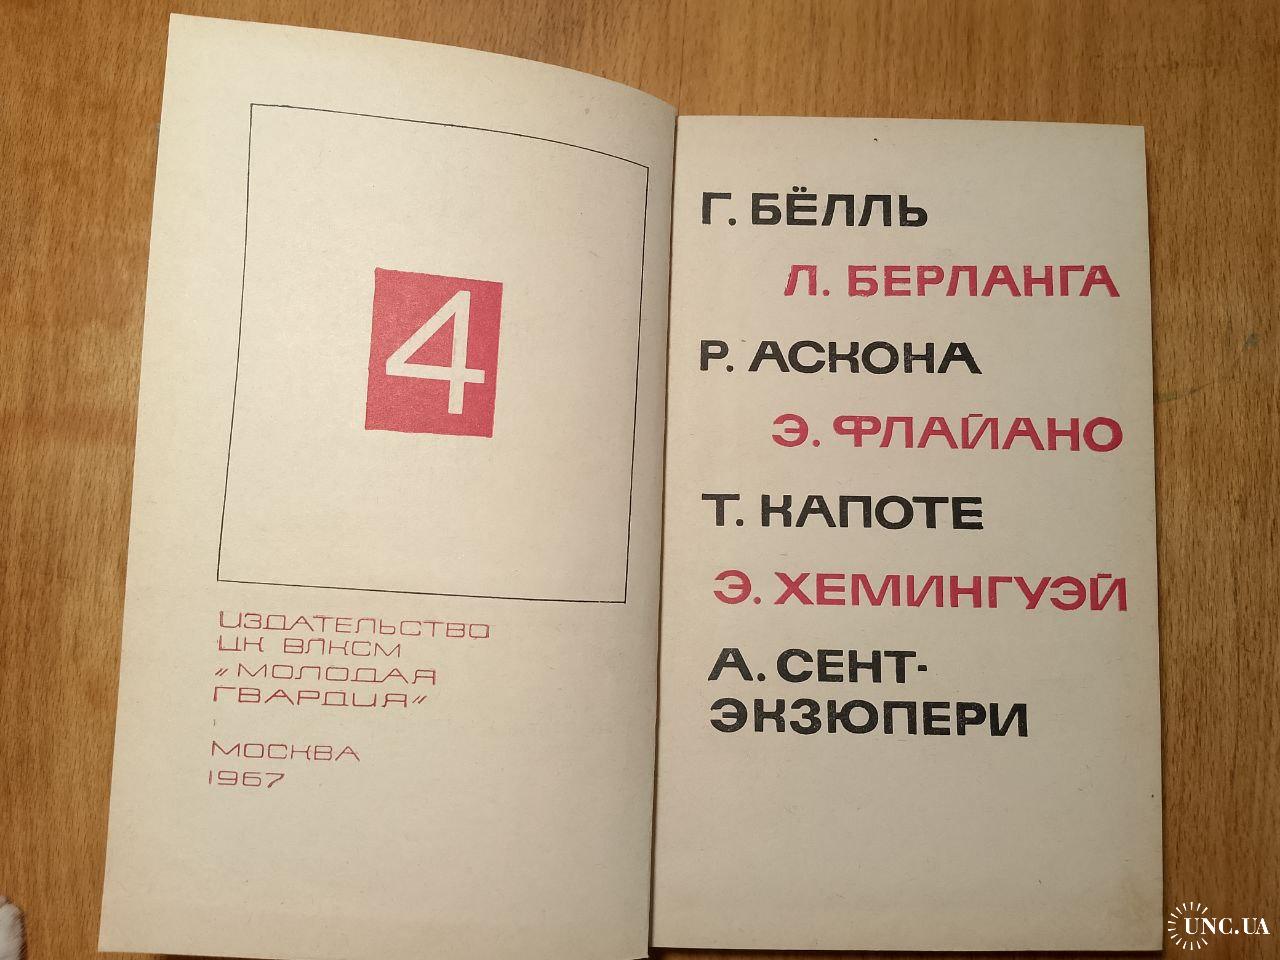 4
ИЗДАТЕЛЬСТВО
ЦК ВЛКСМ
„МОЛОДАЯ
ГВАРДИЯ"
МОСКВА
1967
Г. БЁЛЛЬ
Л. БЕРЛАНГА
Р. АСКОНА
Э. ФЛАЙАНО
Т. КАПОТЕ
Э. ХЕМИНГУЭЙ
А. СЕНТ-
ЭКЗЮПЕРИ
UNC.UA